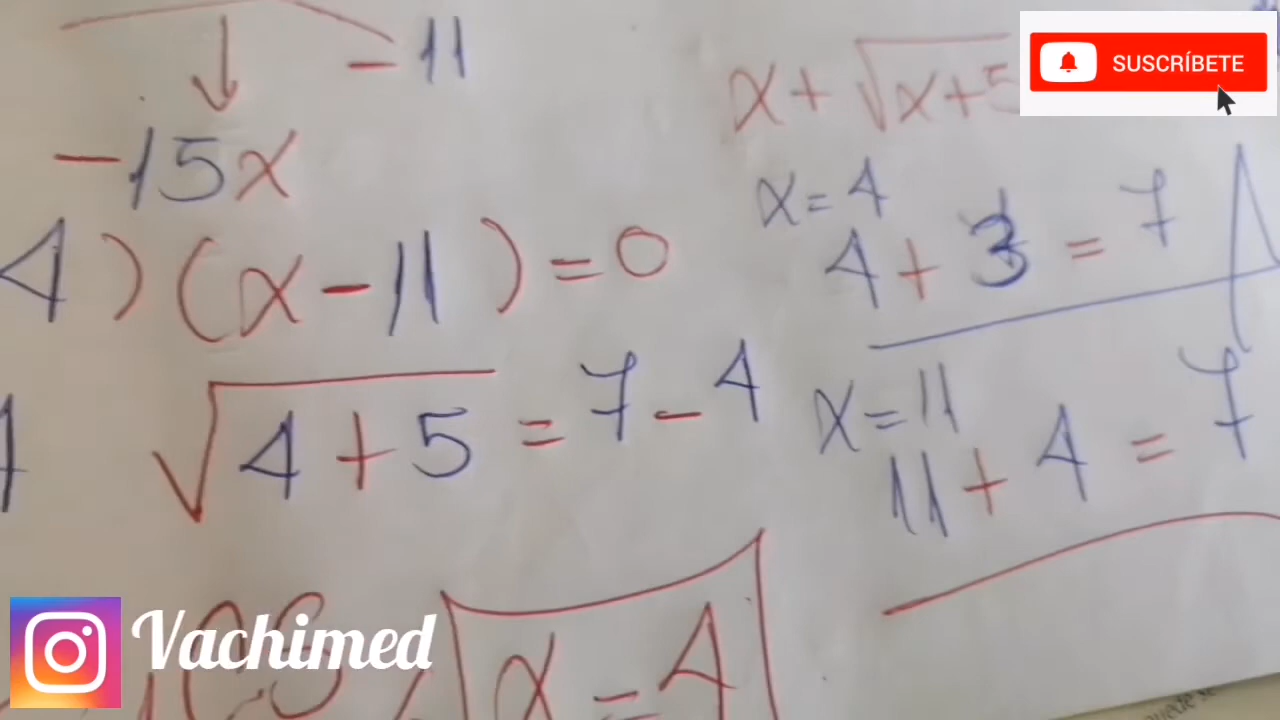 - 11
- 15x
4) (x - 11) = 0
√4 + 5 = 7 - 4
x = 4
x + √x+5
x = 4
4 + 3 = 7
x = 11
11 + 4 = 7
SUSCRÍBETE
Vachimed